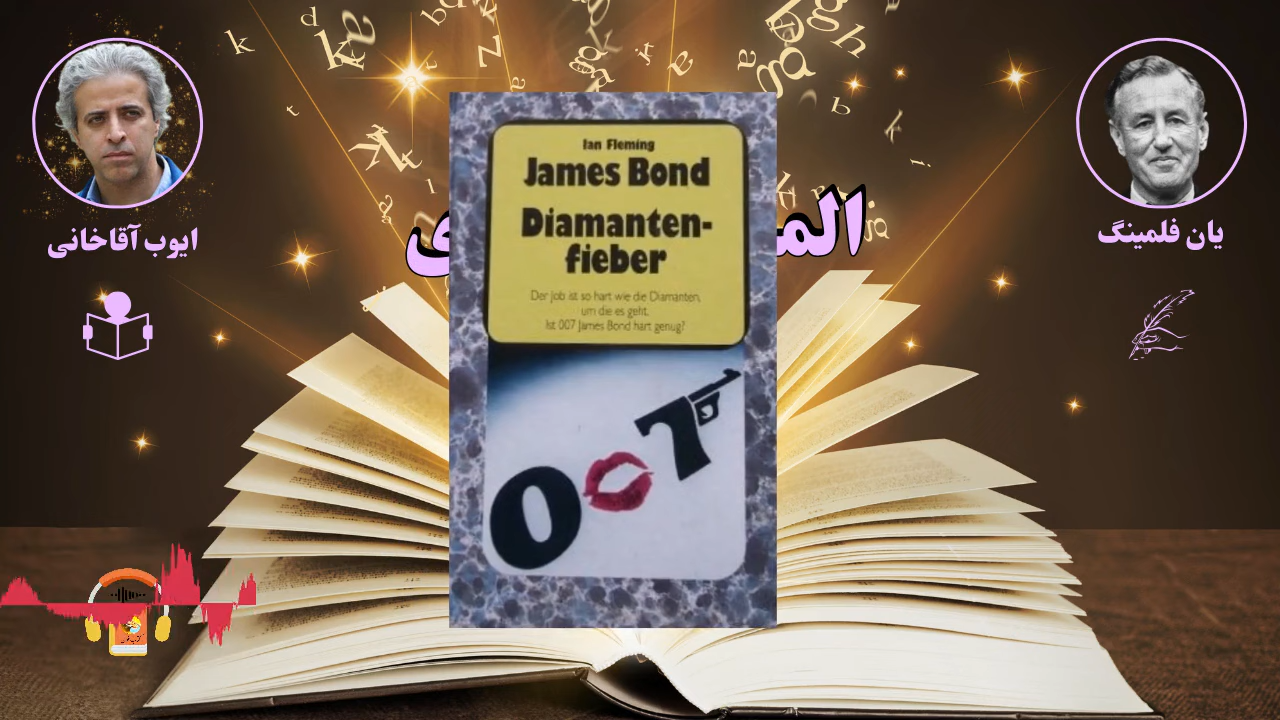 ایوب آقاخانی
یان فلمینگ
Ian Fleming
James Bond
Diamanten-
fieber
Der Job ist so hart wie die Diamanten,
um die es geht.
Ist 007 James Bond hart genug?
007